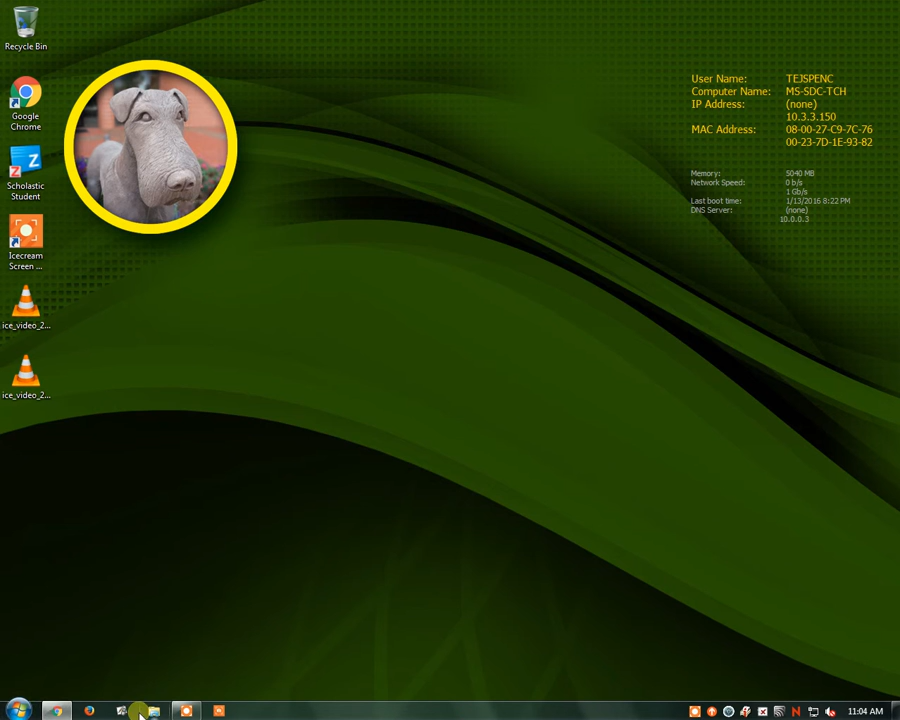 Recycle Bin
Google
Chrome
Scholastic
Student
Icecream
Screen ...
ice_video_2...
ice_video_2...
User Name: TEJSPENC
Computer Name: MS-SDC-TCH
IP Address: (none)
10.3.3.150
MAC Address: 08-00-27-C9-7C-76
00-23-7D-1E-93-82
Memory: 5040 MB
Network Speed: 0 b/s
1 Gb/s
Last boot time: 1/13/2016 8:22 PM
DNS Server: (none)
10.0.0.3
11:04 AM